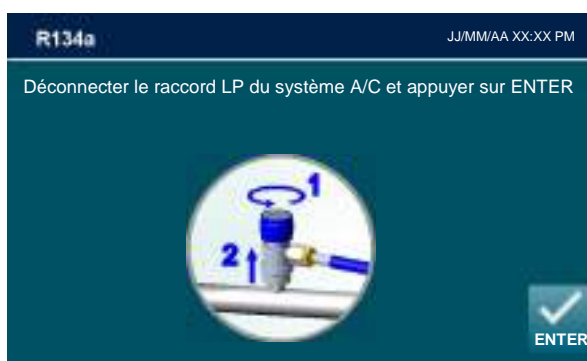 R134a
JJ/MM/AA XX:XX PM
Déconnecter le raccord LP du système A/C et appuyer sur ENTER
1
2
ENTER